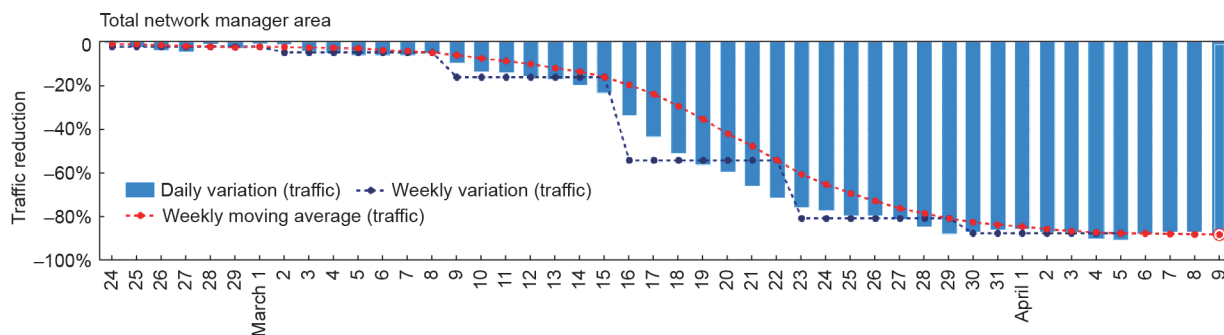 Total network manager area
Traffic reduction
0
–20%
–40%
–60%
–80%
–100%
Daily variation (traffic) Weekly variation (traffic)
Weekly moving average (traffic)
24 25 26 27 28 29 March 1 2 3 4 5 6 7 8 9 10 11 12 13 14 15 16 17 18 19 20 21 22 23 24 25 26 27 28 29 30 31 April 1 2 3 4 5 6 7 8 9